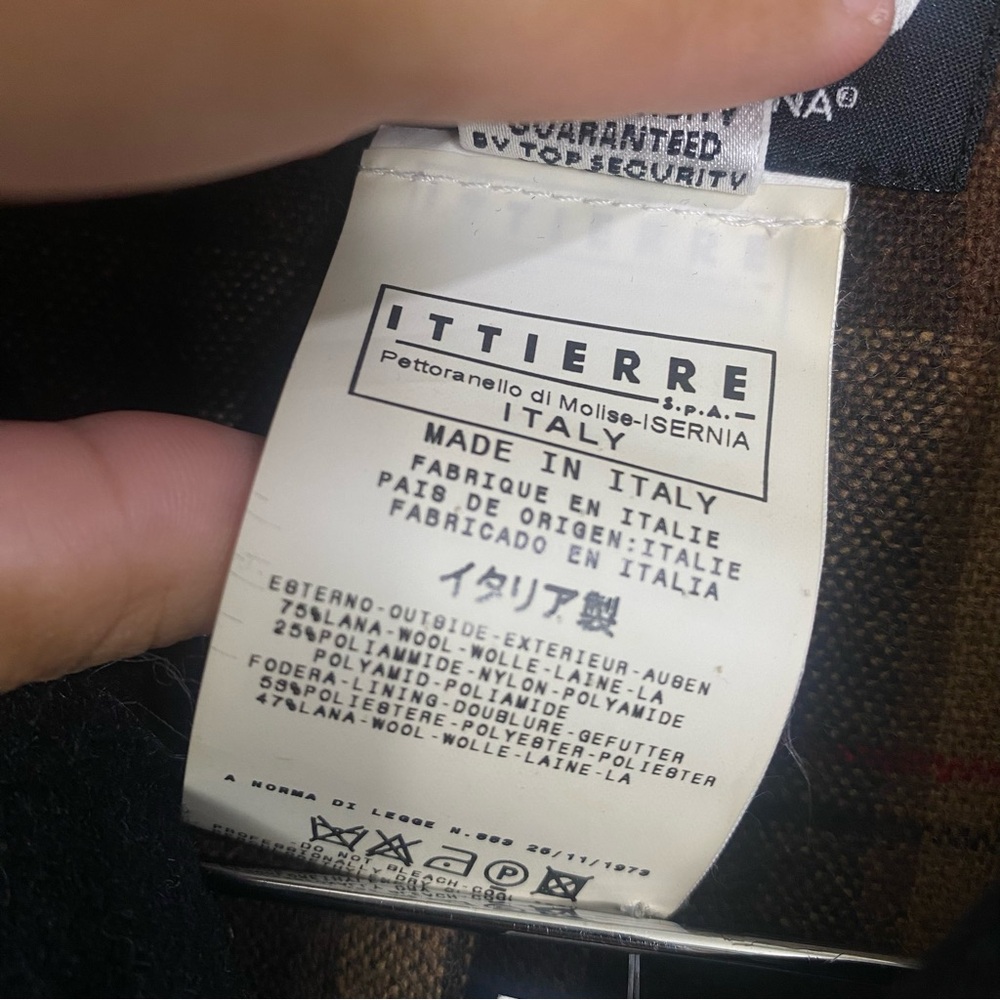 NA®
GUARANTEED
BY TOP SECURITY
ITTIERRE
S.P.A.
Pettoranello di Molise-ISERNIA
ITALY
MADE IN ITALY
FABRIQUE EN ITALIE
PAIS DE ORIGEN:ITALIE
FABRICADO EN ITALIA
イタリア製
ESTERNO-OUTSIDE-EXTERIEUR-AUSEN
75%LANA-WOOL-WOLLE-LAINE-LA
25%POLIAMMIDE-NYLON-POLYAMIDE
POLYAMID-POLIAMIDE
FODERA-LINING-DOUBLURE-GEFUTTER
53%POLIESTERE-POLYESTER-POLIESTER
47%LANA-WOOL-WOLLE-LAINE-LA
A NORMA DI LEGGE N.883 26/11/1973
P
-DO NOT BLEACH-COOL
PROFESSIONALLY DRY